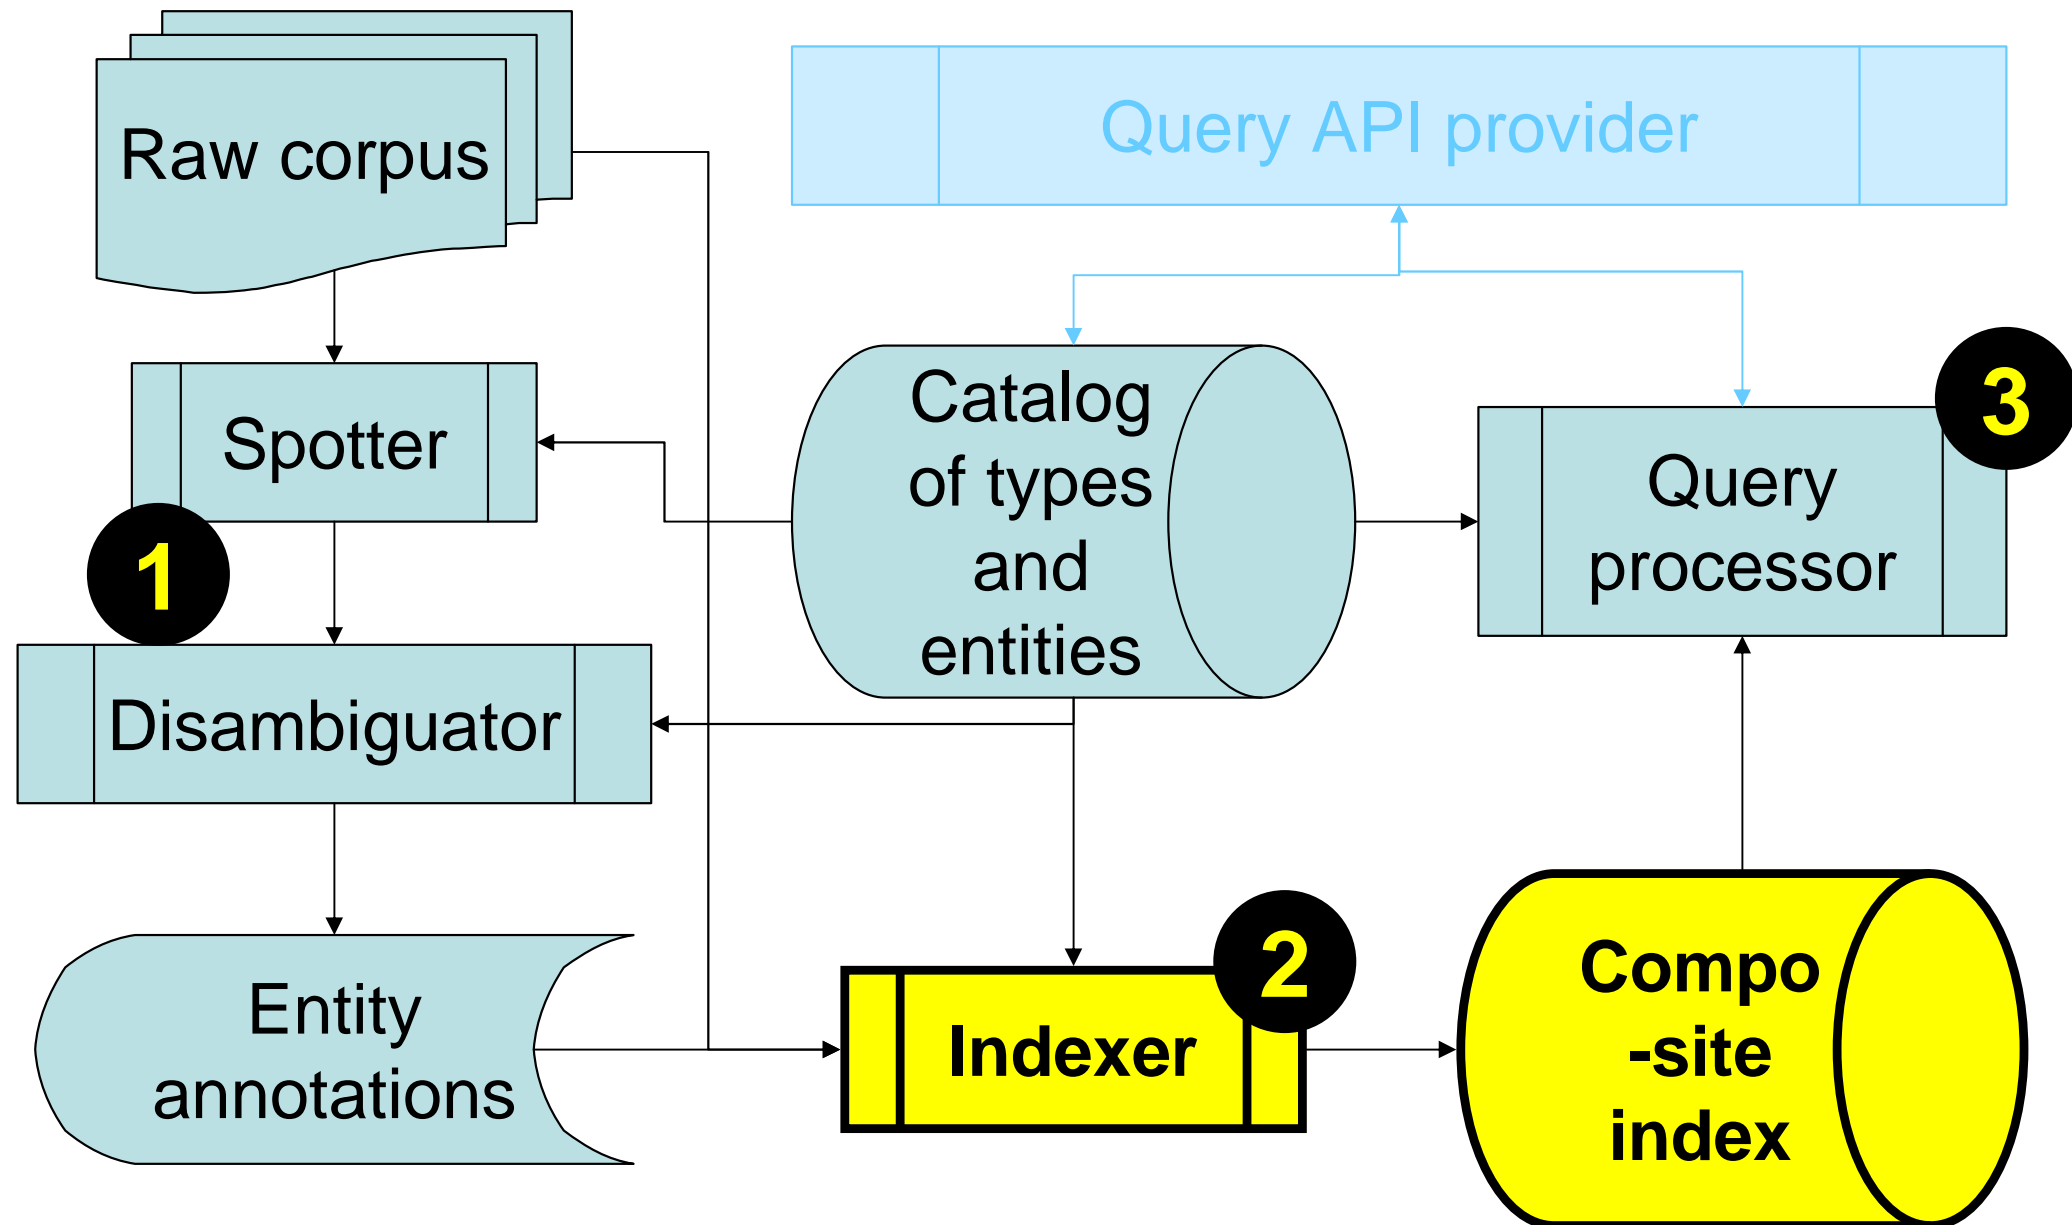 Raw corpus
Query API provider
Spotter
1
Catalog
of types
and
entities
3
Query
processor
Disambiguator
Entity
annotations
2
Indexer
Compo
-site
index